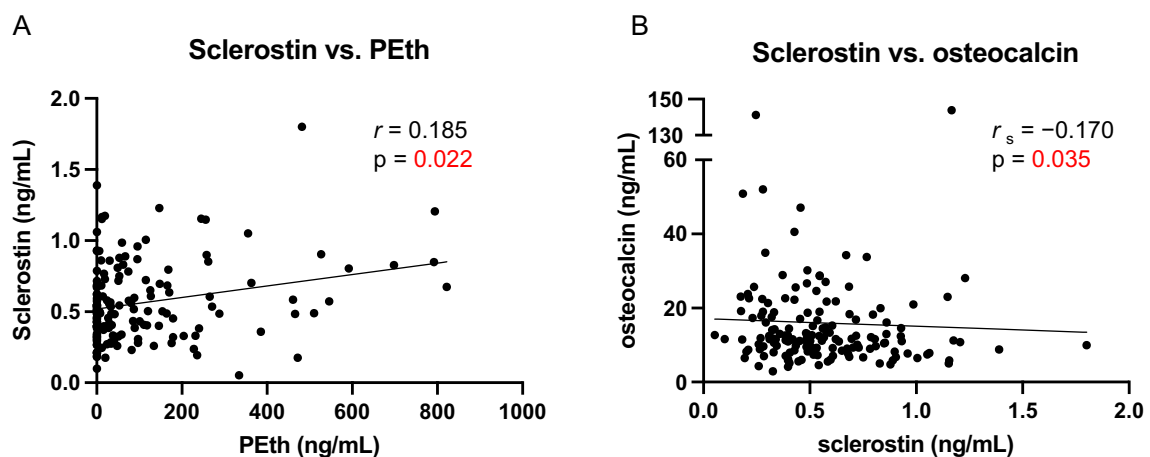 A
Sclerostin vs. PEth
2.0
1.5
1.0
0.5
0.0
Sclerostin (ng/mL)
r = 0.185
p = 0.022
0 200 400 600 800 1000
PEth (ng/mL)
B
Sclerostin vs. osteocalcin
150
130
60
40
20
0
osteocalcin (ng/mL)
r s = −0.170
p = 0.035
0.0 0.5 1.0 1.5 2.0
sclerostin (ng/mL)